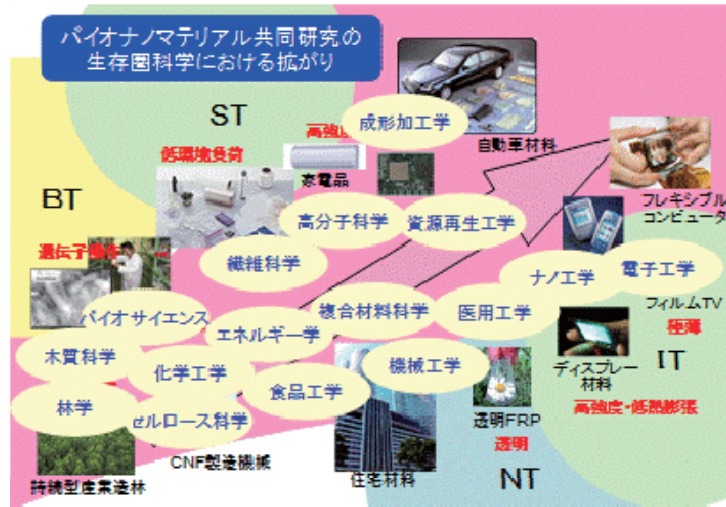 バイオナノマテリアル共同研究の
生存圏科学における拡がり
ST
高強度
成形加工学
自動車材料
低環境負荷
家電品
BT
高分子科学
資源再生工学
フレキシブル
コンピュータ
繊維科学
ナノ工学
電子工学
バイオサイエンス
エネルギー学
複合材料科学
医用工学
フィルムTV
極薄
木質科学
化学工学
機械工学
ディスプレー
材料
IT
林学
セルロース科学
食品工学
透明FRP
透明
高強度・低熱膨張
CNF製造機械
持続型産業造林
住宅材料
NT